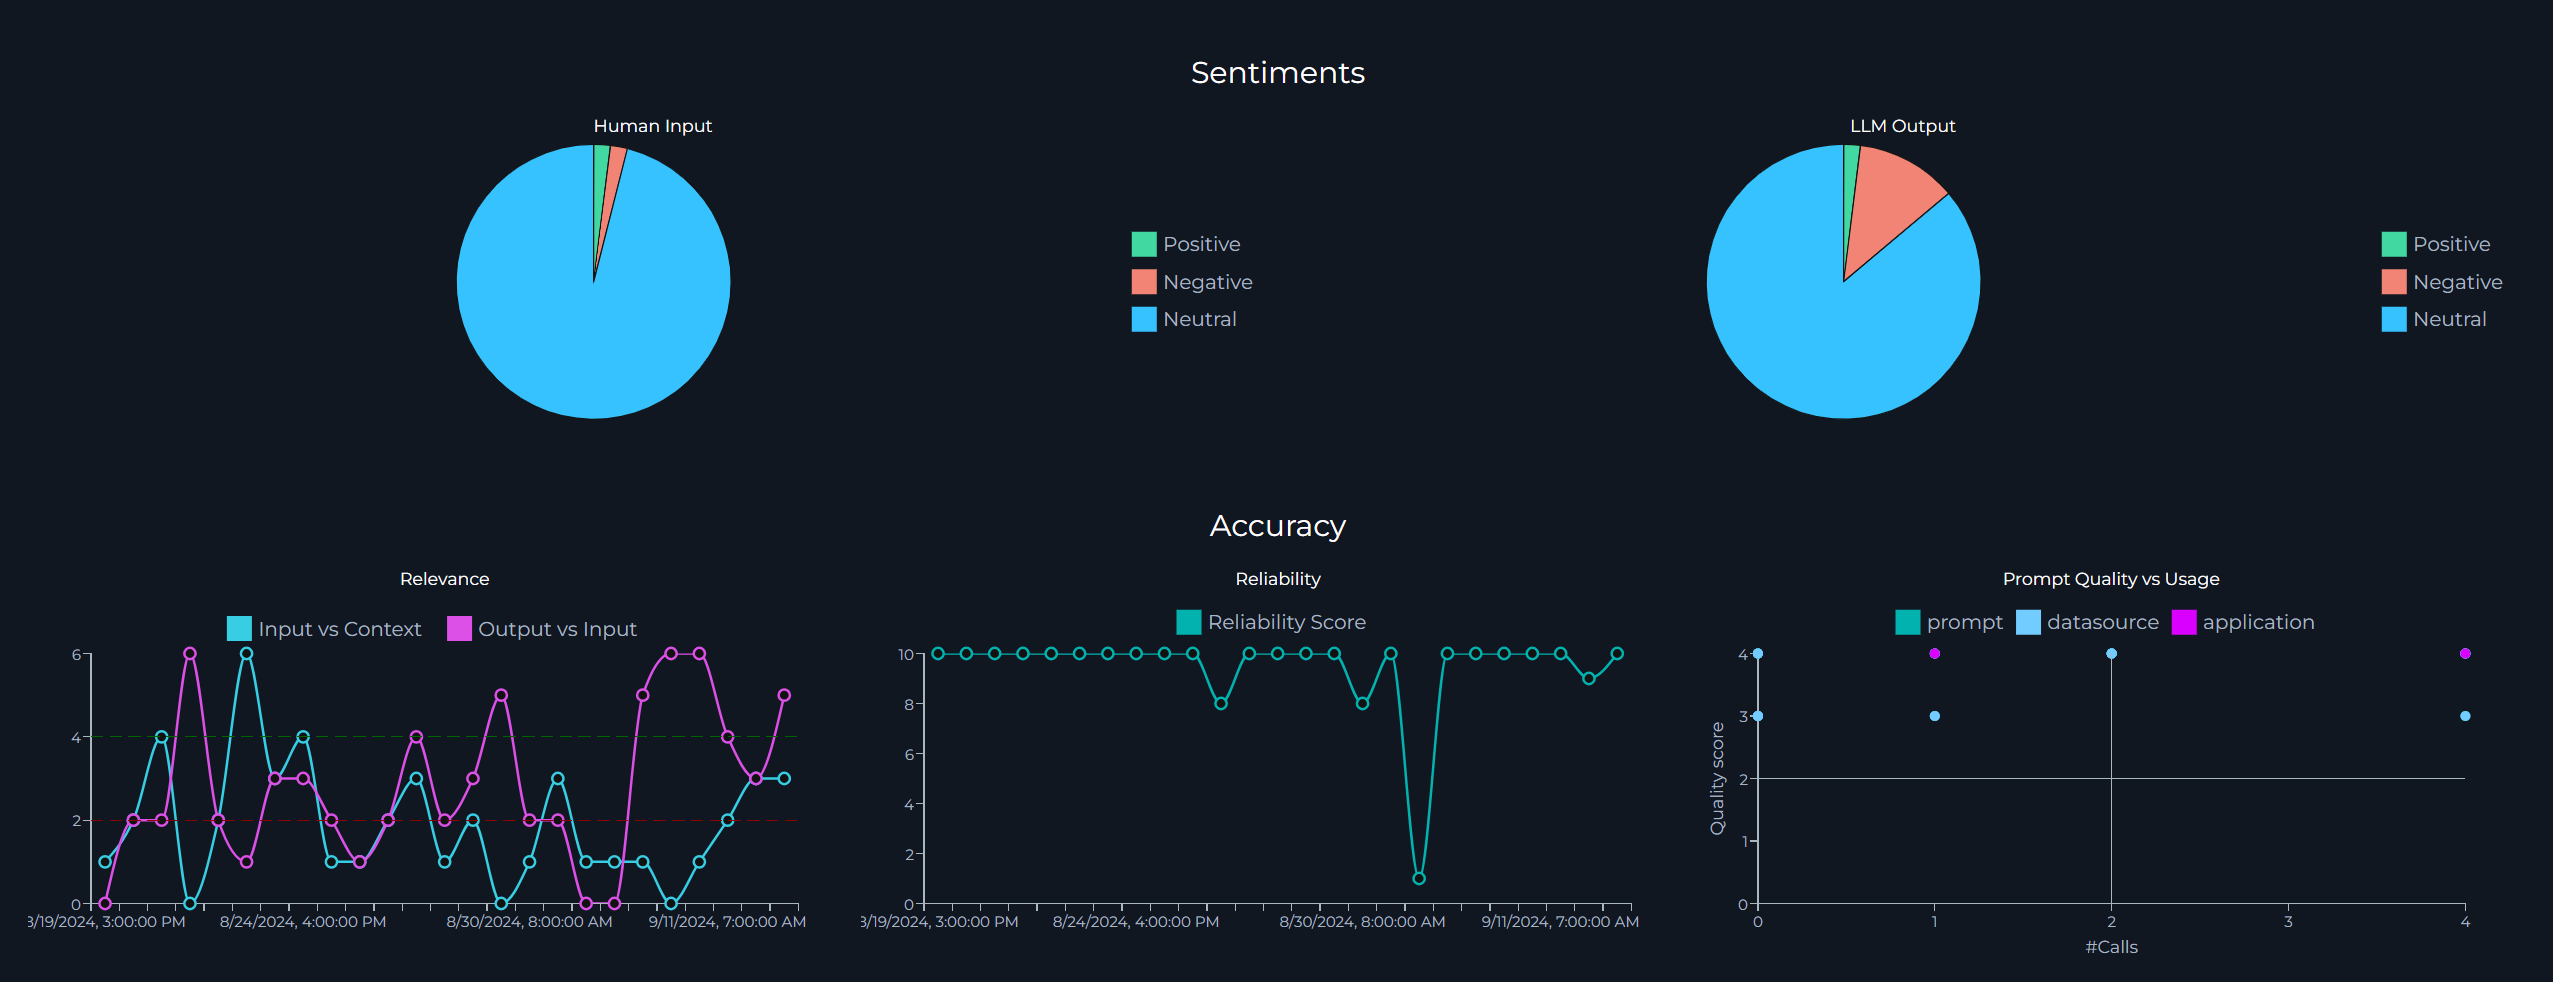 Sentiments
Human Input
LLM Output
Positive
Negative
Neutral
Positive
Negative
Neutral
Accuracy
Relevance
Input vs Context
Output vs Input
6
4
2
0
/19/2024, 3:00:00 PM
8/24/2024, 4:00:00 PM
8/30/2024, 8:00:00 AM
9/11/2024, 7:00:00 AM
Reliability
Reliability Score
10
8
6
4
2
0
/19/2024, 3:00:00 PM
8/24/2024, 4:00:00 PM
8/30/2024, 8:00:00 AM
9/11/2024, 7:00:00 AM
Prompt Quality vs Usage
prompt
datasource
application
Quality score
4
3
2
1
0
0
1
2
3
4
#Calls